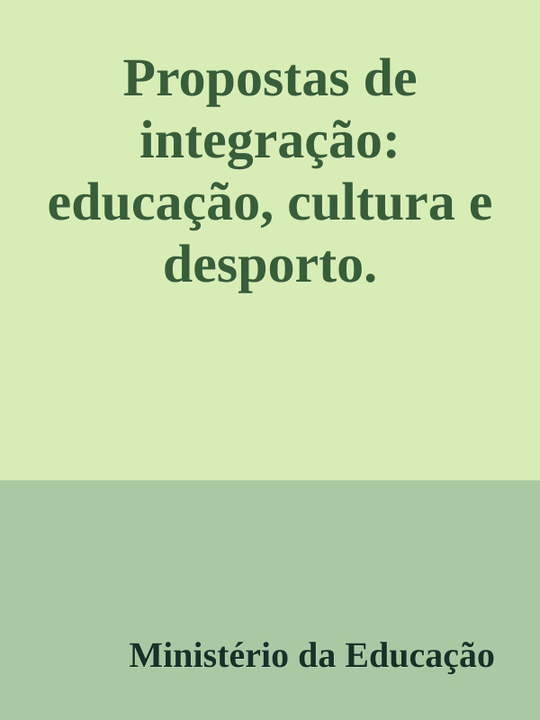 Propostas de
integração:
educação, cultura e
desporto.
Ministério da Educação